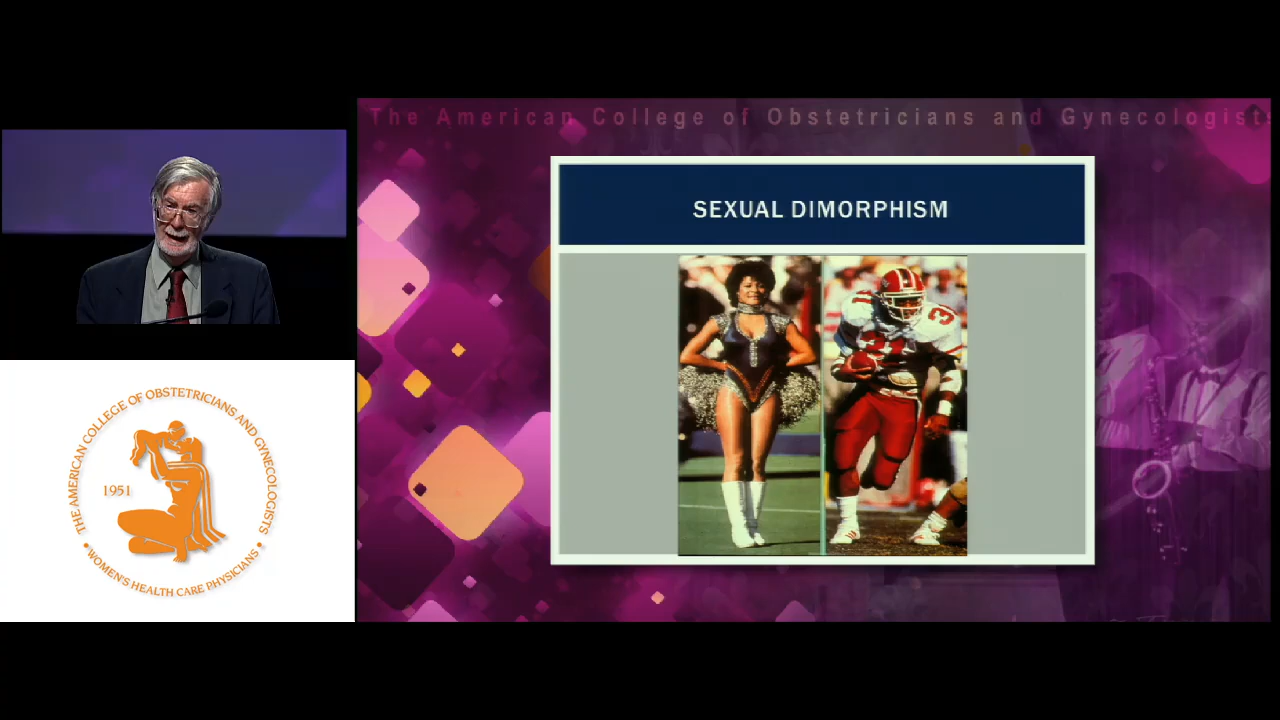 The American College of Obstetricians and Gynecologists
SEXUAL DIMORPHISM
3
THE AMERICAN COLLEGE OF OBSTETRICIANS AND GYNECOLOGISTS
1951
• WOMEN'S HEALTH CARE PHYSICIANS •